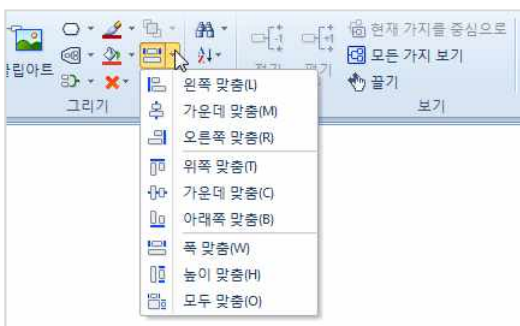 현재 가지를 중심으로
모든 가지 보기
클립아트
끌기
그리기
보기
왼쪽 맞춤(L)
가운데 맞춤(M)
오른쪽 맞춤(R)
위쪽 맞춤(T)
가운데 맞춤(C)
아래쪽 맞춤(B)
폭 맞춤(W)
높이 맞춤(H)
모두 맞춤(O)